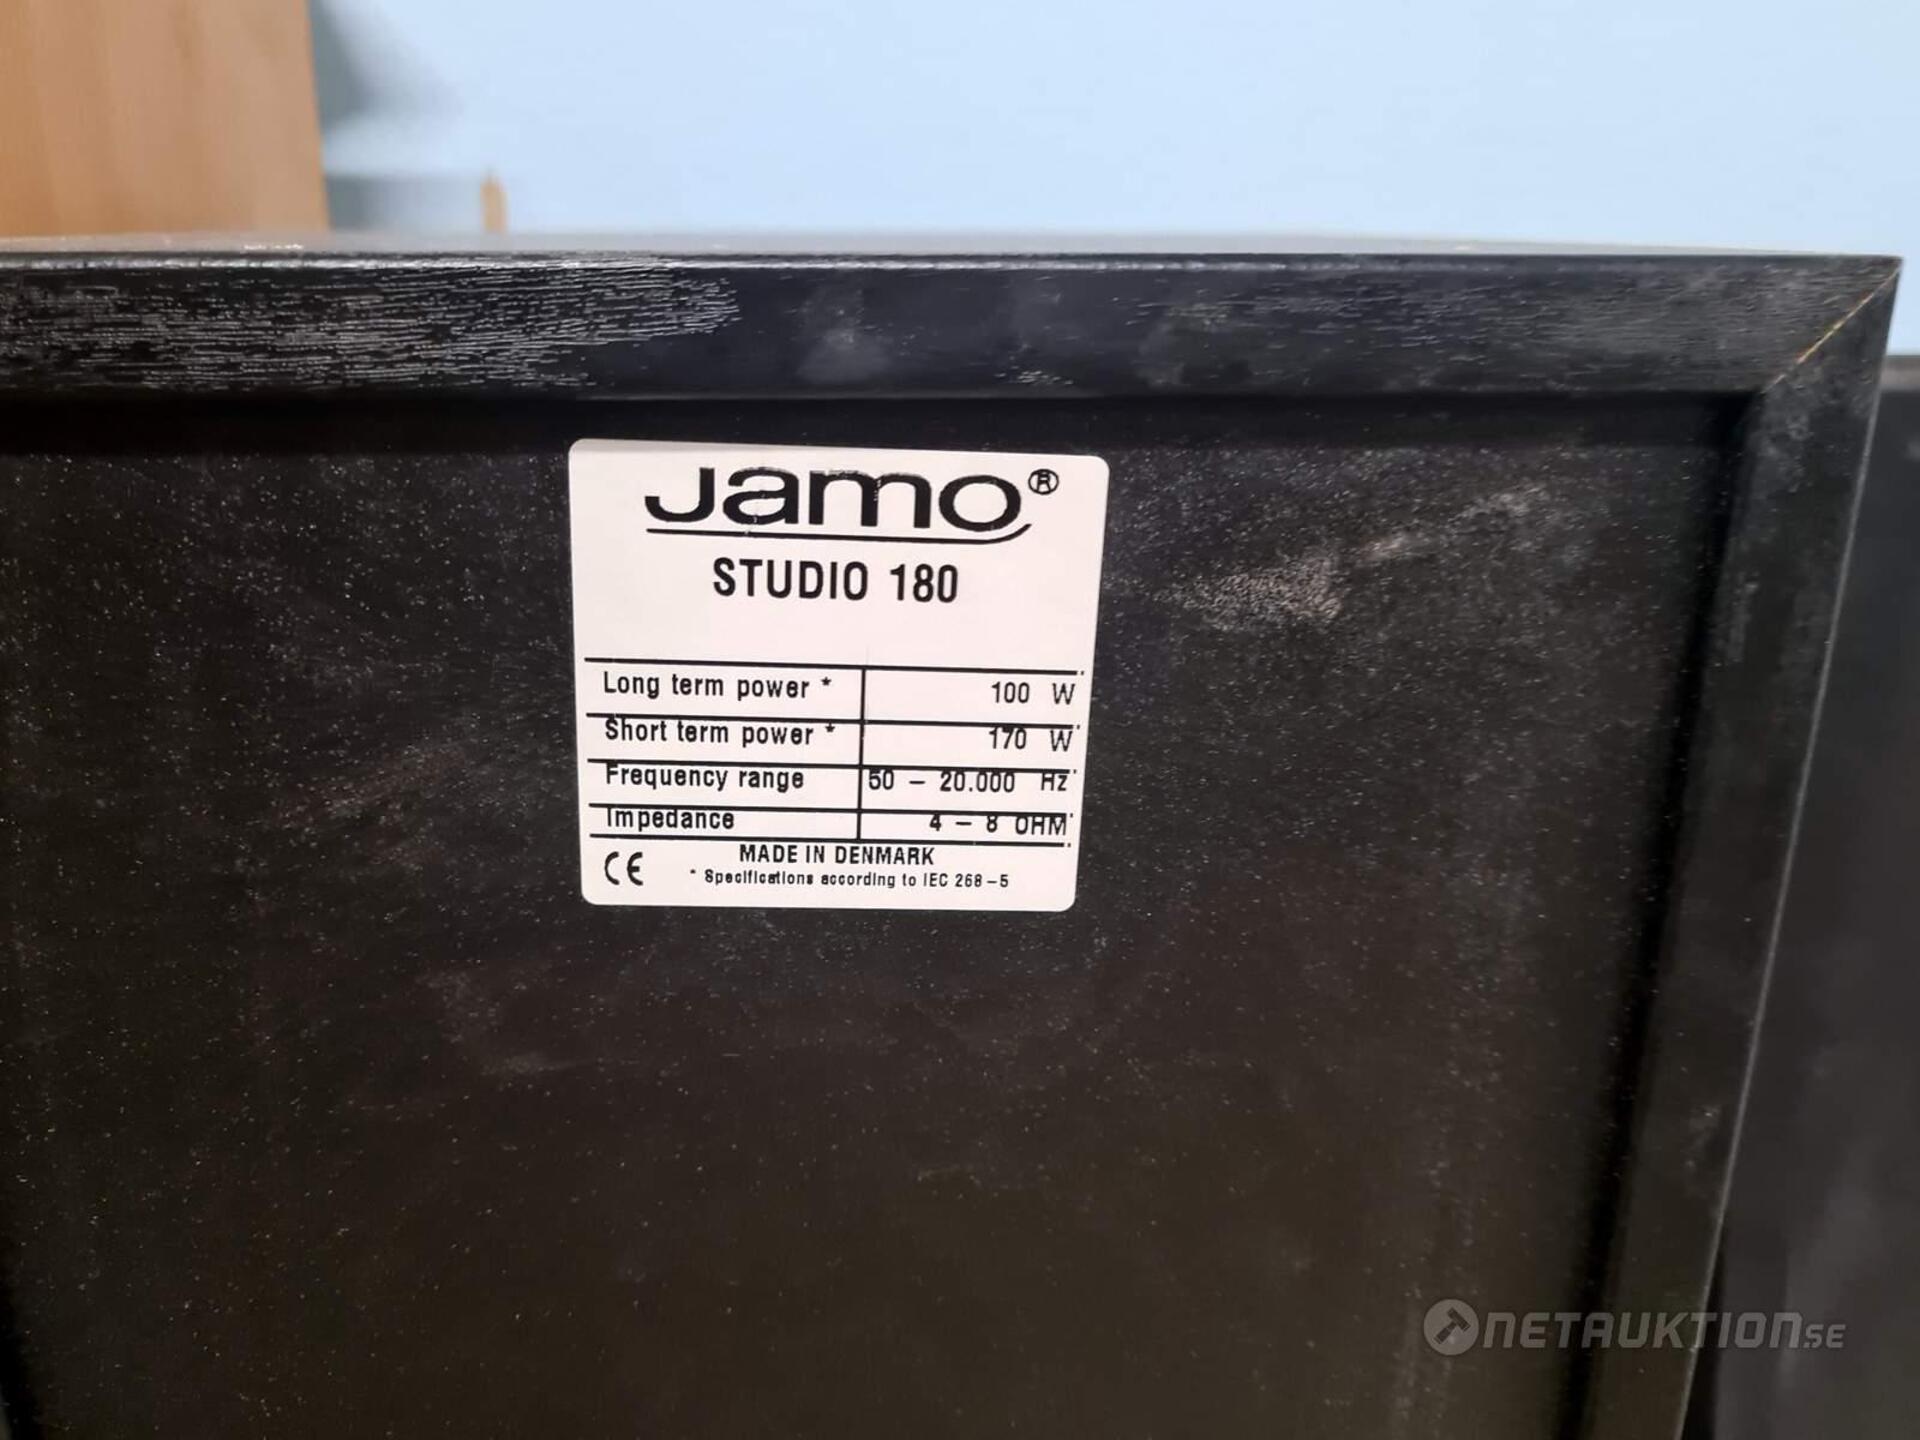 Jamo®
STUDIO 180
Long term power * 100 W
Short term power * 170 W
Frequency range 50 – 20.000 Hz
Impedance 4 – 8 OHM
MADE IN DENMARK
CE * Specifications according to IEC 268-5
NETAUKTION.SE